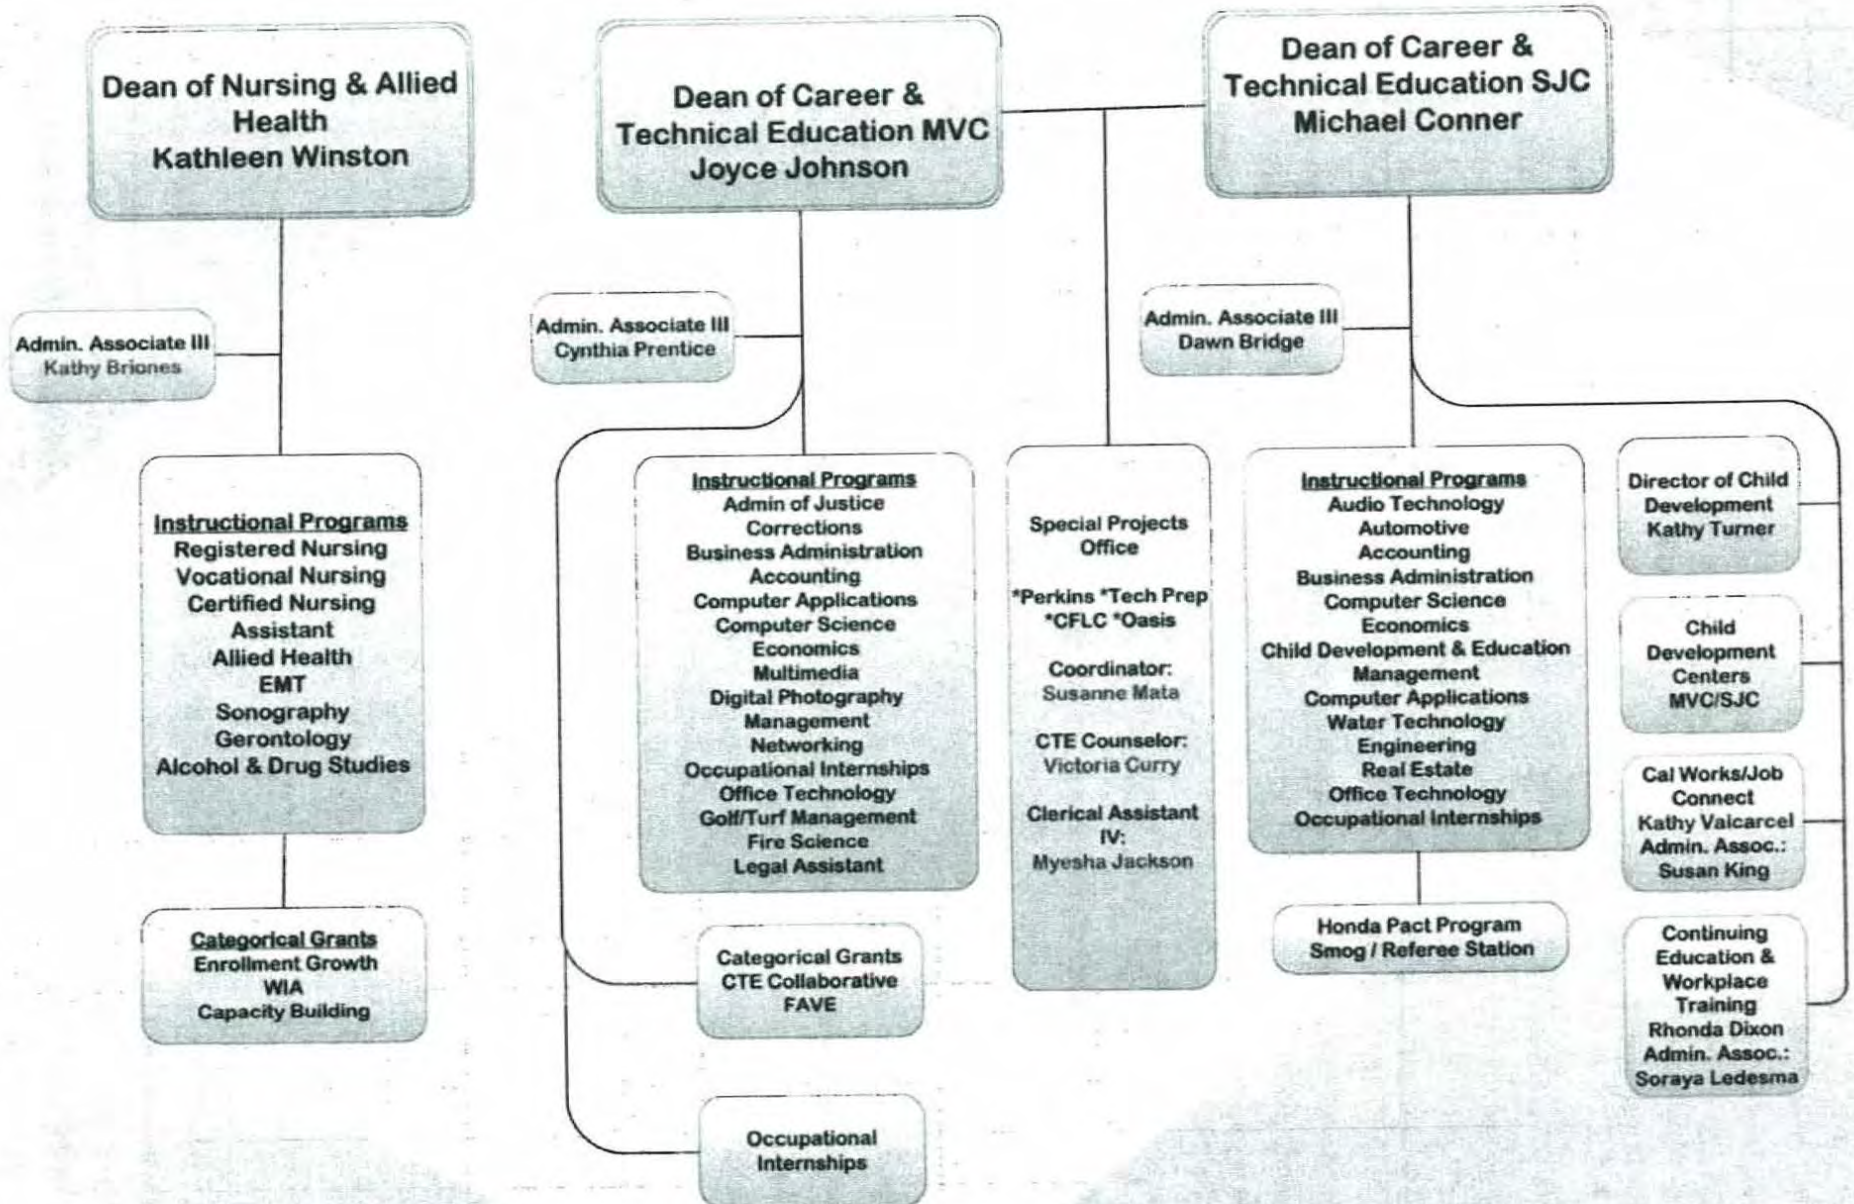 Dean of Nursing & Allied
Health
Kathleen Winston
Dean of Career &
Technical Education MVC
Joyce Johnson
Dean of Career &
Technical Education SJC
Michael Conner
Admin. Associate III
Kathy Briones
Admin. Associate III
Cynthia Prentice
Admin. Associate III
Dawn Bridge
Instructional Programs
Registered Nursing
Vocational Nursing
Certified Nursing
Assistant
Allied Health
EMT
Sonography
Gerontology
Alcohol & Drug Studies
Categorical Grants
Enrollment Growth
WIA
Capacity Building
Instructional Programs
Admin of Justice
Corrections
Business Administration
Accounting
Computer Applications
Computer Science
Economics
Multimedia
Digital Photography
Management
Networking
Occupational Internships
Office Technology
Golf/Turf Management
Fire Science
Legal Assistant
Categorical Grants
CTE Collaborative
FAVE
Occupational
Internships
Special Projects
Office
*Perkins *Tech Prep
*CFLC *Oasis
Coordinator:
Susanne Mata
CTE Counselor:
Victoria Curry
Clerical Assistant
IV:
Myesha Jackson
Instructional Programs
Audio Technology
Automotive
Accounting
Business Administration
Computer Science
Economics
Child Development & Education
Management
Computer Applications
Water Technology
Engineering
Real Estate
Office Technology
Occupational Internships
Honda Pact Program
Smog / Referee Station
Director of Child
Development
Kathy Turner
Child
Development
Centers
MVC/SJC
Cal Works/Job
Connect
Kathy Valcarcel
Admin. Assoc.:
Susan King
Continuing
Education &
Workplace
Training
Rhonda Dixon
Admin. Assoc.:
Soraya Ledesma